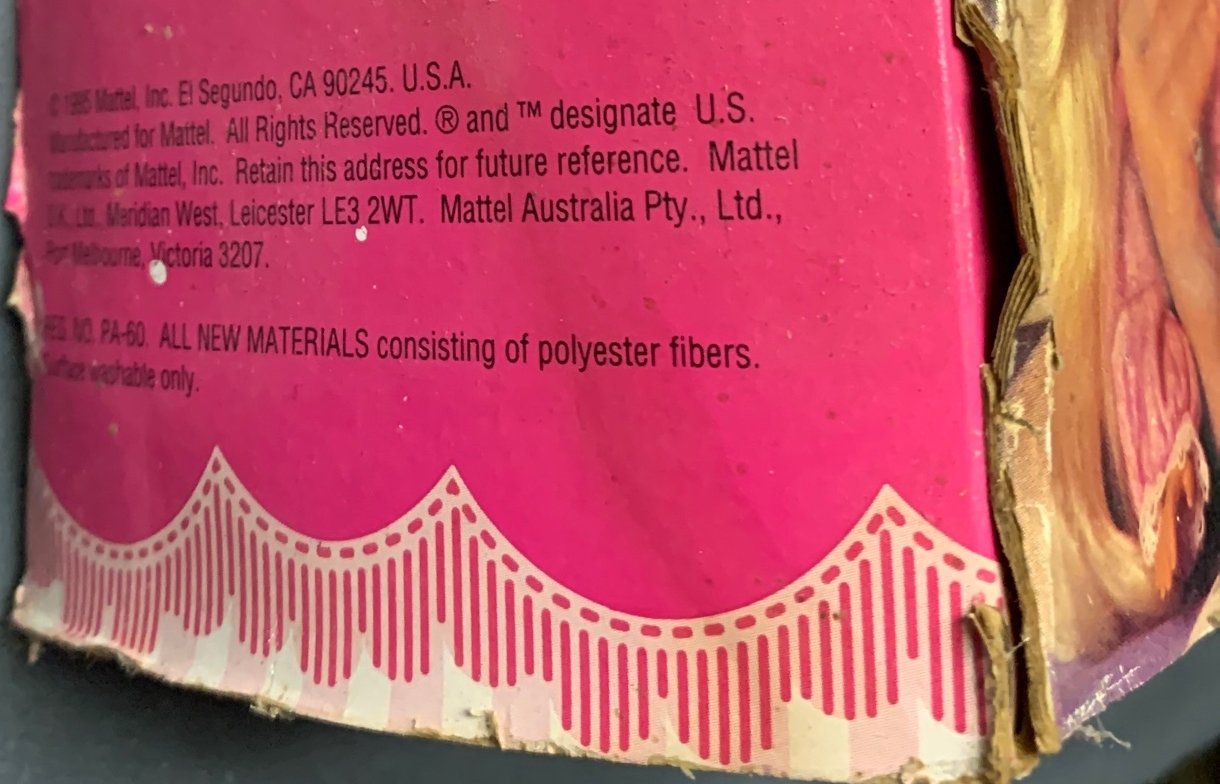 © 1995 Mattel, Inc. El Segundo, CA 90245. U.S.A.
Manufactured for Mattel. All Rights Reserved. ® and ™ designate U.S.
trademarks of Mattel, Inc. Retain this address for future reference. Mattel
U.K. Ltd., Meridian West, Leicester LE3 2WT. Mattel Australia Pty., Ltd.,
Port Melbourne, Victoria 3207.
REG. NO. PA-60. ALL NEW MATERIALS consisting of polyester fibers.
Surface washable only.